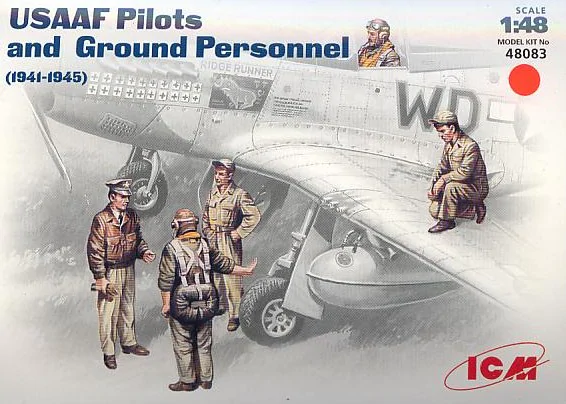 USAAF Pilots
and Ground Personnel
(1941-1945)
SCALE
1:48
MODEL KIT No
48083
RIDGE RUNNER
WD
ICM